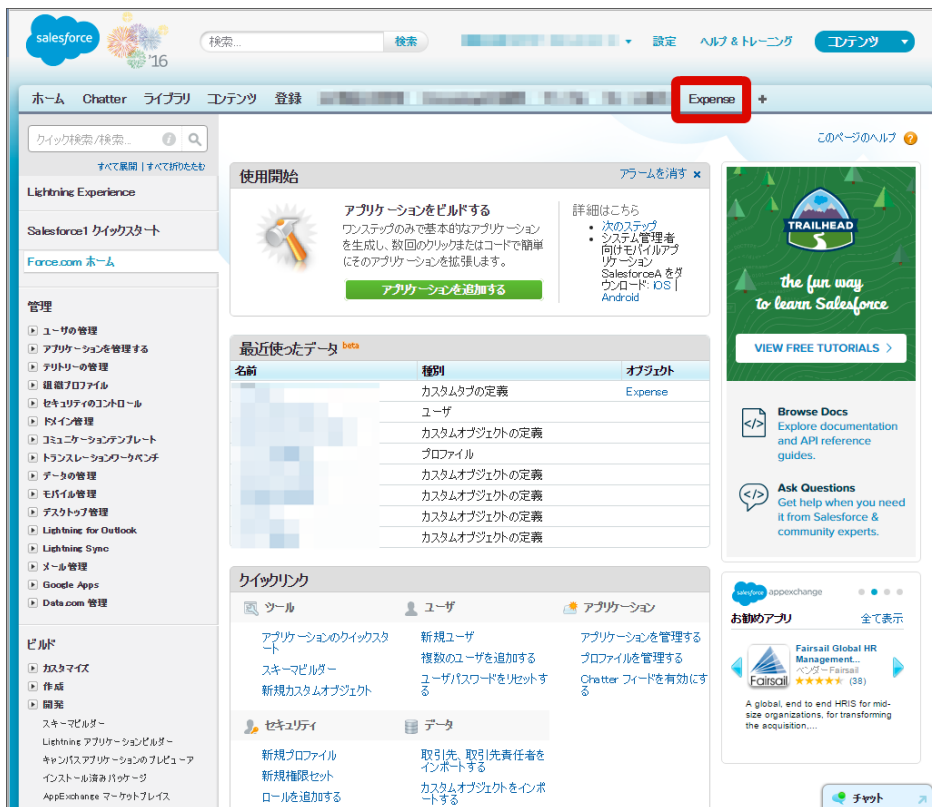 salesforce
'16
検索...
検索
設定
ヘルプ & トレーニング
コンテンツ
ホーム Chatter ライブラリ コンテンツ 登録
Expense +
クイック検索/検索...
すべて展開 | すべて折りたたむ
このページのヘルプ
Lightning Experience
Salesforce1 クイックスタート
Force.com ホーム
管理
ユーザの管理
アプリケーションを管理する
テリトリーの管理
組織プロファイル
セキュリティのコントロール
ドメイン管理
コミュニケーションテンプレート
トランスレーションワークベンチ
データの管理
モバイル管理
デスクトップ管理
Lightning for Outlook
Lightning Sync
メール管理
Google Apps
Data.com 管理
ビルド
カスタマイズ
作成
開発
スキーマビルダー
Lightning アプリケーションビルダー
キャンバスアプリケーションのプレビューア
インストール済みパッケージ
AppExchange マーケットプレイス
使用開始
アラームを消す ×
アプリケーションをビルドする
ワンステップのみで基本的なアプリケーション
を生成し、数回のクリックまたはコードで簡単
にそのアプリケーションを拡張します。
アプリケーションを追加する
詳細はこちら
• 次のステップ
• システム管理者
向けモバイルアプ
リケーション
SalesforceA をダ
ウンロード: iOS |
Android
最近使ったデータ beta
名前 種別 オブジェクト
カスタムタブの定義 Expense
ユーザ
カスタムオブジェクトの定義
プロファイル
カスタムオブジェクトの定義
カスタムオブジェクトの定義
カスタムオブジェクトの定義
カスタムオブジェクトの定義
クイックリンク
ツール
アプリケーションのクイックスタ
ート
スキーマビルダー
新規カスタムオブジェクト
ユーザ
新規ユーザ
複数のユーザを追加する
ユーザパスワードをリセットす
る
アプリケーション
アプリケーションを管理する
プロファイルを管理する
Chatter フィードを有効にす
る
セキュリティ
新規プロファイル
新規権限セット
ロールを追加する
データ
取引先、取引先責任者を
インポートする
カスタムオブジェクトをインポ
ートする
TRAILHEAD
the fun way
to learn Salesforce
VIEW FREE TUTORIALS >
</>
Browse Docs
Explore documentation
and API reference
guides.
</>
Ask Questions
Get help when you need
it from Salesforce &
community experts.
salesforce appexchange
お勧めアプリ
全て表示
Fairsail
Fairsail Global HR
Management...
ベンダーFairsail
★★★★★ (38)
A global, end to end HRIS for mid-
size organizations, for transforming
the acquisition,...
チャット